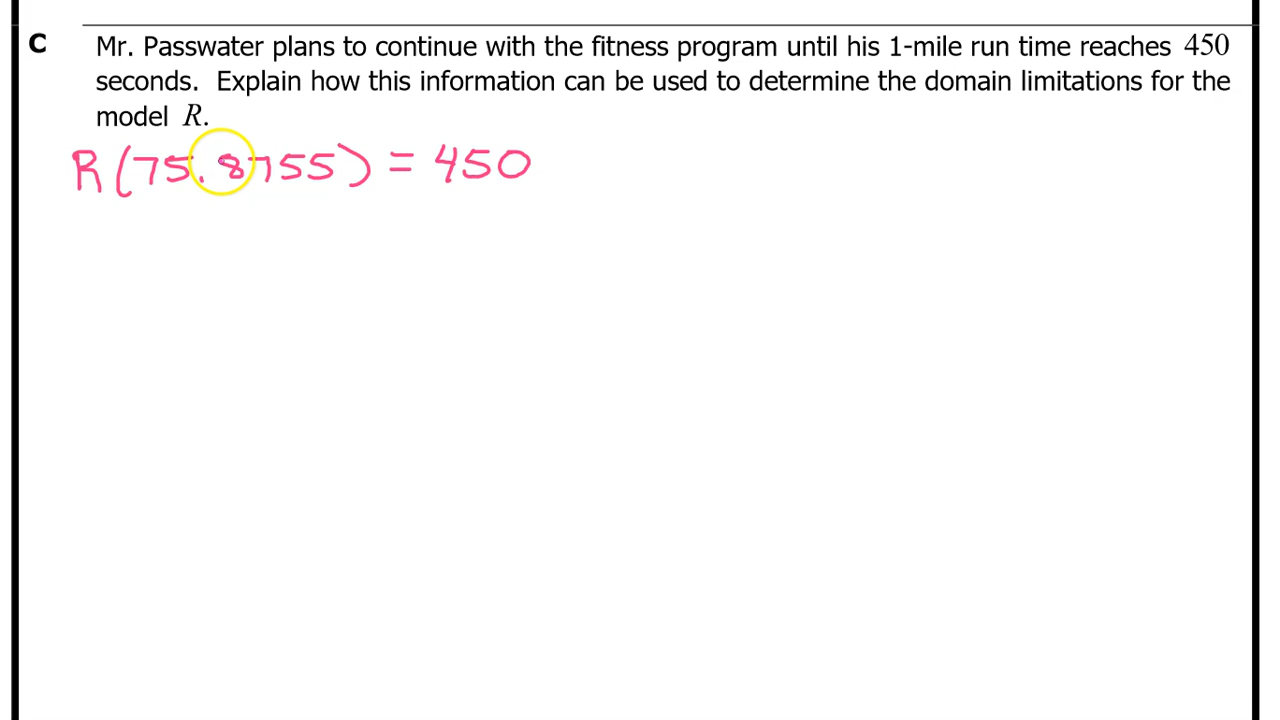 C Mr. Passwater plans to continue with the fitness program until his 1-mile run time reaches 450
seconds. Explain how this information can be used to determine the domain limitations for the
model R.
R(75.8755) = 450